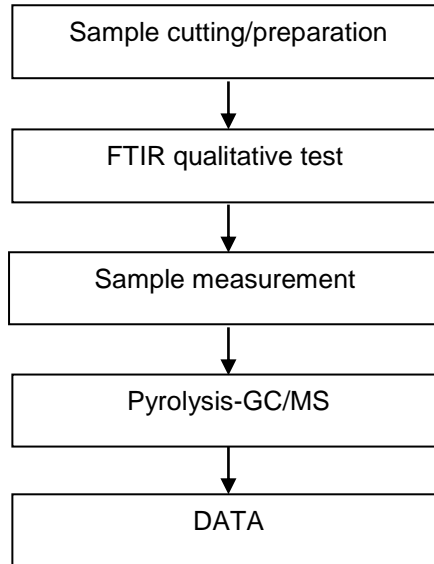 Sample cutting/preparation
FTIR qualitative test
Sample measurement
Pyrolysis-GC/MS
DATA